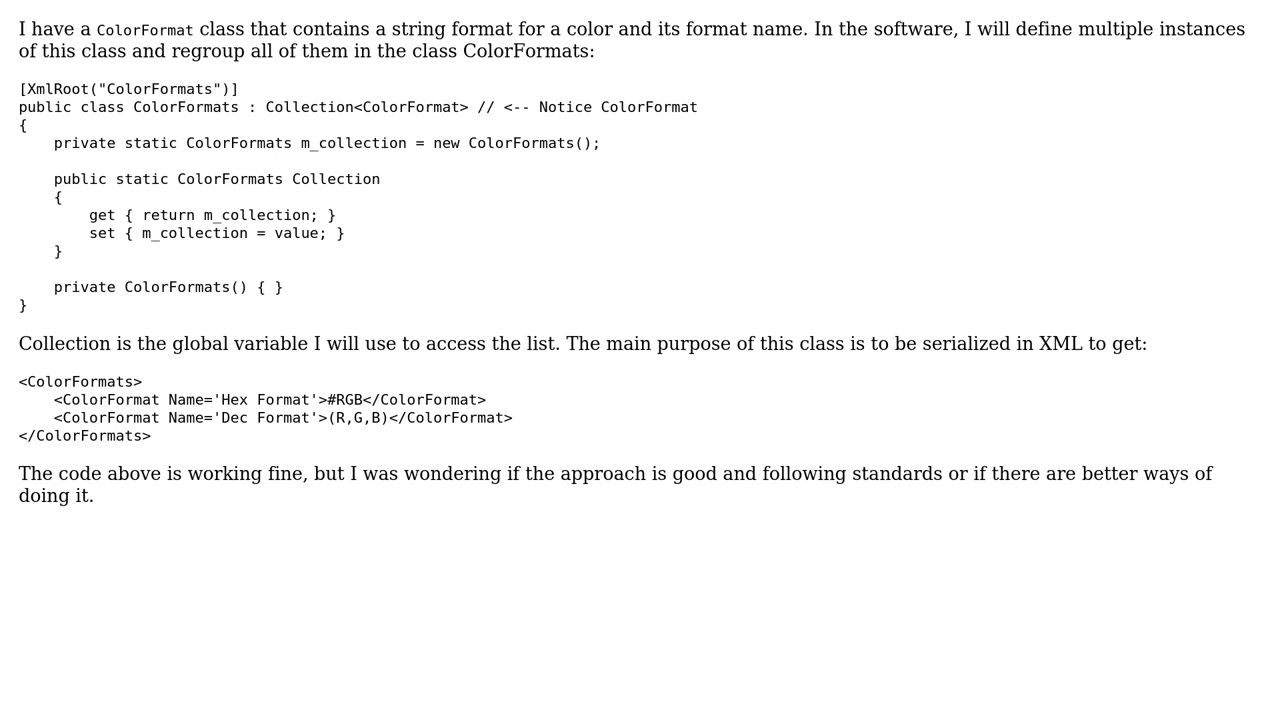 I have a ColorFormat class that contains a string format for a color and its format name. In the software, I will define multiple instances
of this class and regroup all of them in the class ColorFormats:
[XmlRoot("ColorFormats")]
public class ColorFormats : Collection<ColorFormat> // <-- Notice ColorFormat
{
    private static ColorFormats m_collection = new ColorFormats();
    public static ColorFormats Collection
    {
        get { return m_collection; }
        set { m_collection = value; }
    }
    private ColorFormats() { }
}
Collection is the global variable I will use to access the list. The main purpose of this class is to be serialized in XML to get:
<ColorFormats>
    <ColorFormat Name='Hex Format'>#RGB</ColorFormat>
    <ColorFormat Name='Dec Format'>(R,G,B)</ColorFormat>
</ColorFormats>
The code above is working fine, but I was wondering if the approach is good and following standards or if there are better ways of
doing it.